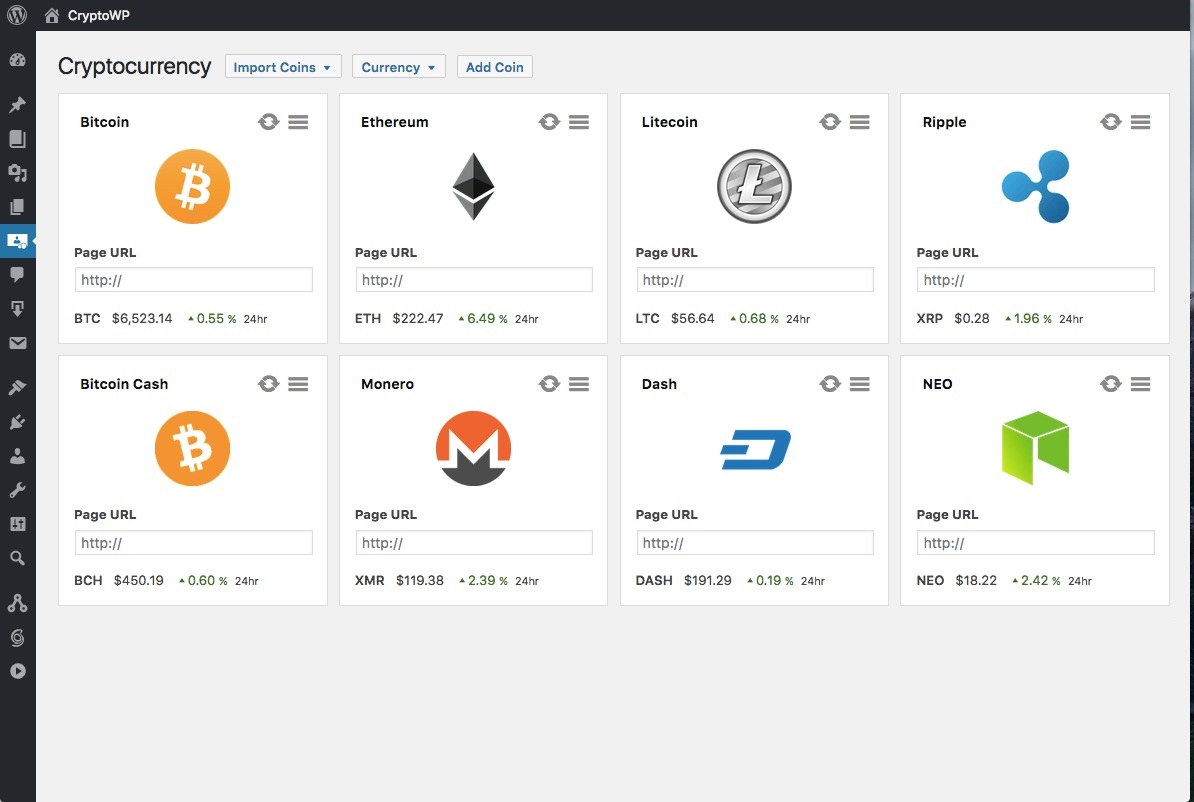 CryptoWP
Cryptocurrency Import Coins Currency Add Coin
Bitcoin Ethereum Litecoin Ripple
Page URL Page URL Page URL Page URL
http:// http:// http:// http://
BTC $6,523.14 0.55 % 24hr ETH $222.47 6.49 % 24hr LTC $56.64 0.68 % 24hr XRP $0.28 1.96 % 24hr
Bitcoin Cash Monero Dash NEO
Page URL Page URL Page URL Page URL
http:// http:// http:// http://
BCH $450.19 0.60 % 24hr XMR $119.38 2.39 % 24hr DASH $191.29 0.19 % 24hr NEO $18.22 2.42 % 24hr